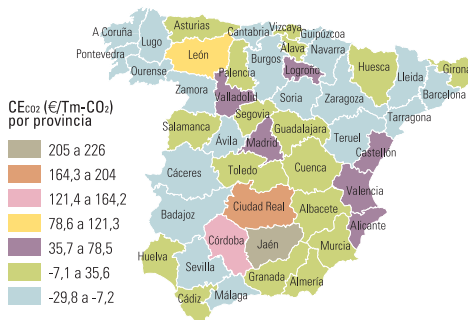 Asturias
Cantabria
Vizcaya
Guipúzcoa
A Coruña
Lugo
Álava
Navarra
Pontevedra
León
Burgos
Huesca
Girona
Ourense
Palencia
Logroño
Lleida
Barcelona
Zamora
Valladolid
Soria
Zaragoza
Tarragona
CEco2 (€/Tm-CO2)
por provincia
205 a 226
164,3 a 204
121,4 a 164,2
78,6 a 121,3
35,7 a 78,5
-7,1 a 35,6
-29,8 a -7,2
Segovia
Salamanca
Guadalajara
Ávila
Madrid
Teruel
Castellón
Cáceres
Toledo
Cuenca
Valencia
Badajoz
Ciudad Real
Albacete
Alicante
Córdoba
Jaén
Murcia
Huelva
Sevilla
Granada
Almería
Cádiz
Málaga